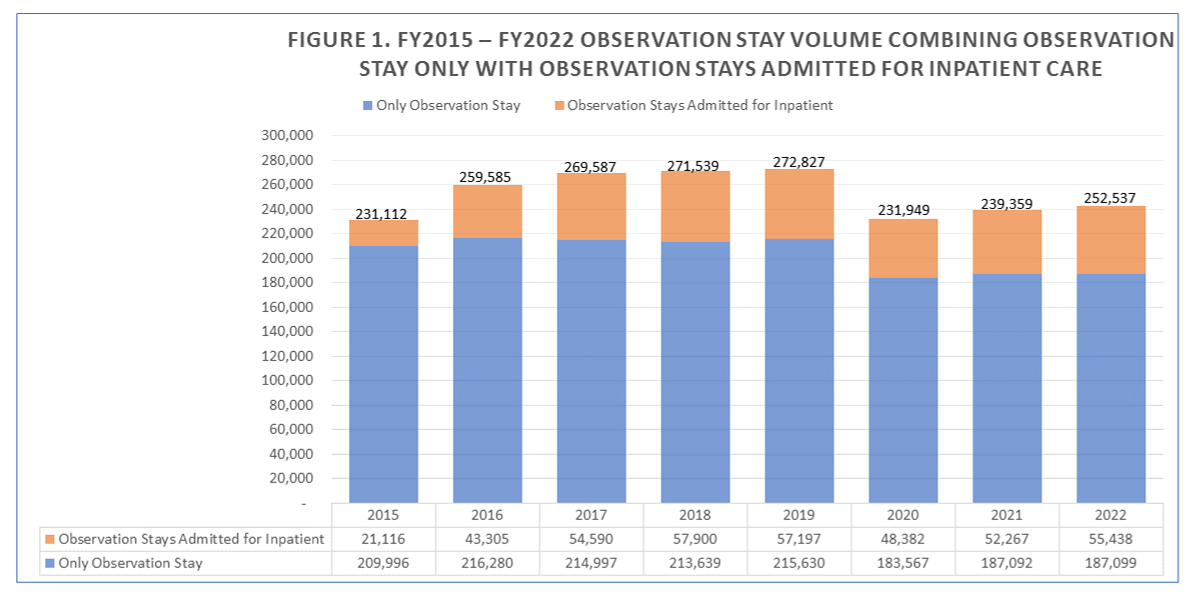 FIGURE 1. FY2015 – FY2022 OBSERVATION STAY VOLUME COMBINING OBSERVATION
STAY ONLY WITH OBSERVATION STAYS ADMITTED FOR INPATIENT CARE
Only Observation Stay Observation Stays Admitted for Inpatient
300,000
280,000
260,000
240,000
220,000
200,000
180,000
160,000
140,000
120,000
100,000
80,000
60,000
40,000
20,000
-
231,112 259,585 269,587 271,539 272,827 231,949 239,359 252,537
2015 2016 2017 2018 2019 2020 2021 2022
Observation Stays Admitted for Inpatient 21,116 43,305 54,590 57,900 57,197 48,382 52,267 55,438
Only Observation Stay 209,996 216,280 214,997 213,639 215,630 183,567 187,092 187,099